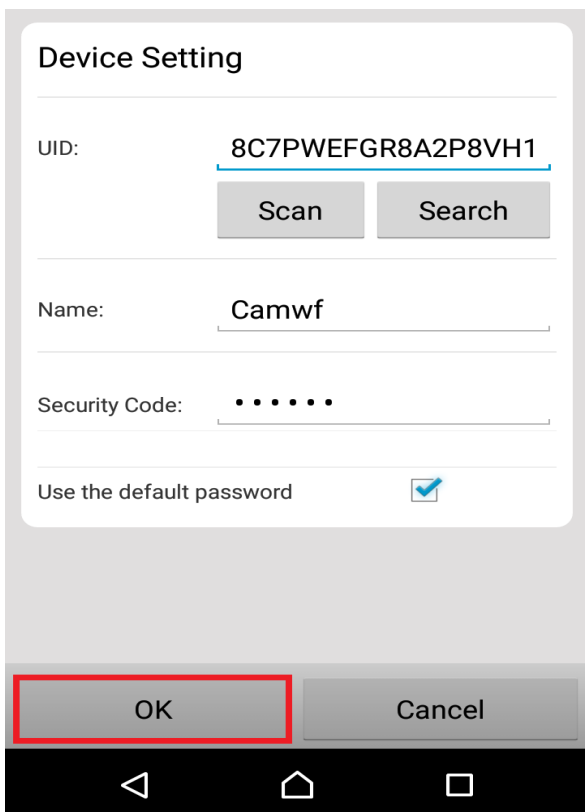 Device Setting
UID: 8C7PWEFGR8A2P8VH1
Scan Search
Name: Camwf
Security Code: ••••••
Use the default password
OK Cancel